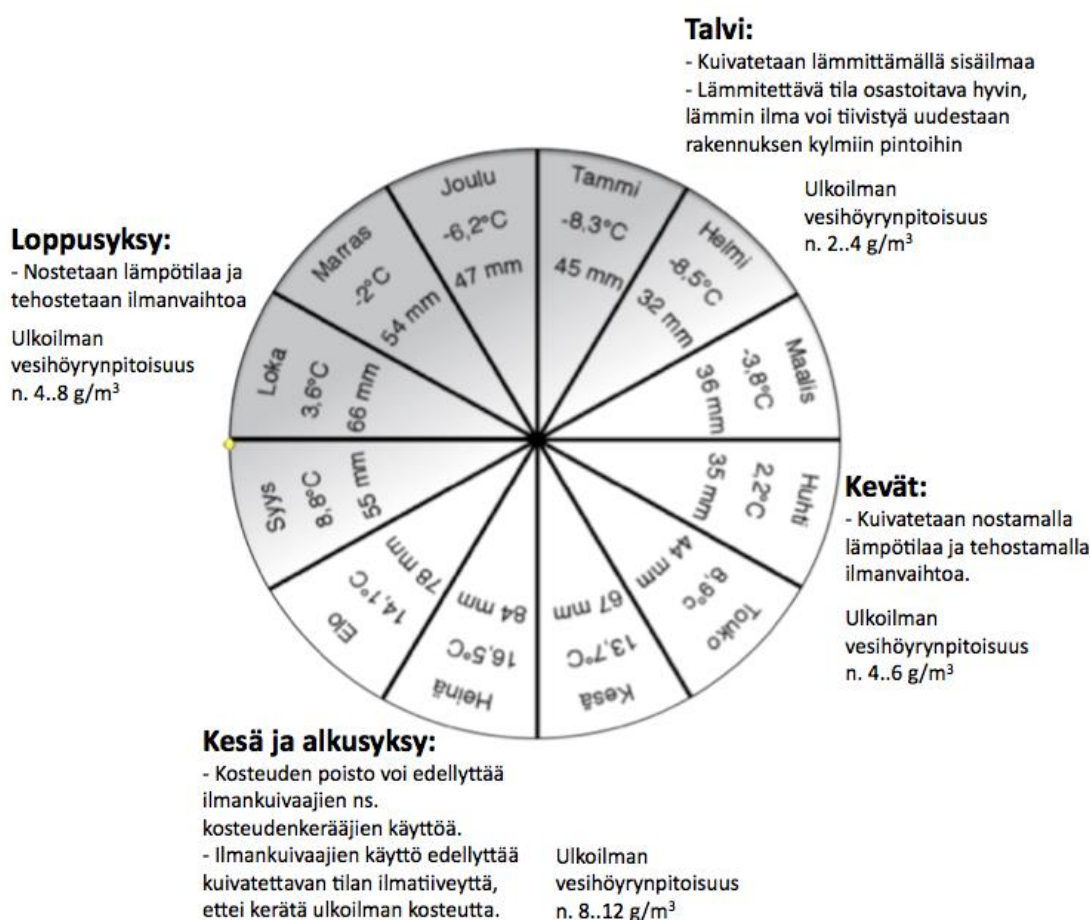 Talvi:
- Kuivatetaan lämmittämällä sisäilmaa
- Lämmitettävä tila osastoitava hyvin,
lämmin ilma voi tiivistyä uudestaan
rakennuksen kylmiin pintoihin
Ulkoilman
vesihöyrynpitoisuus
n. 2..4 g/m³
Loppusyksy:
- Nostetaan lämpötilaa ja
tehostetaan ilmanvaihtoa
Ulkoilman
vesihöyrynpitoisuus
n. 4..8 g/m³
Tammi
-8,3°C
45 mm
Helmi
-8,5°C
32 mm
Maalis
-3,8°C
36 mm
Huhti
2,2°C
35 mm
Touko
8,9°C
44 mm
Kesä
13,7°C
67 mm
Heinä
16,5°C
84 mm
Elo
14,1°C
78 mm
Syys
8,8°C
55 mm
Loka
3,6°C
66 mm
Marras
-2°C
54 mm
Joulu
-6,2°C
47 mm
Kevät:
- Kuivatetaan nostamalla
lämpötilaa ja tehostamalla
ilmanvaihtoa.
Ulkoilman
vesihöyrynpitoisuus
n. 4..6 g/m³
Kesä ja alkusyksy:
- Kosteuden poisto voi edellyttää
ilmankuivaajien ns.
kosteudenkerääjien käyttöä.
- Ilmankuivaajien käyttö edellyttää
kuivatettavan tilan ilmatiiveyttä,
ettei kerätä ulkoilman kosteutta.
Ulkoilman
vesihöyrynpitoisuus
n. 8..12 g/m³